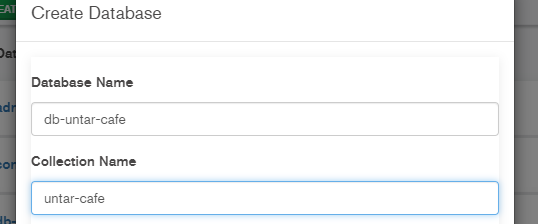 Create Database
Database Name
db-untar-cafe
Collection Name
untar-cafe